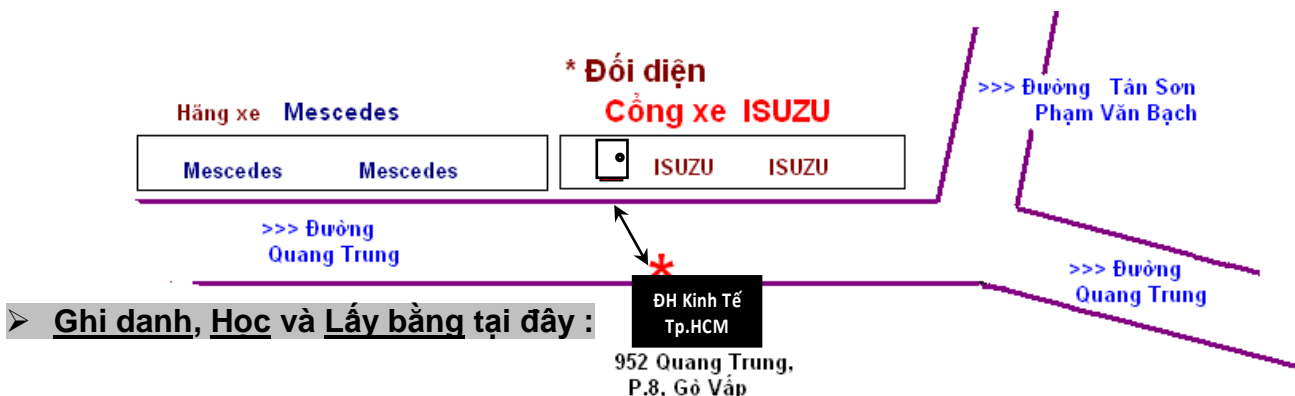 * Đối diện
Cổng xe ISUZU
Hãng xe Mescedes
Mescedes Mescedes
ISUZU ISUZU
>>> Đường Tân Sơn
Phạm Văn Bạch
>>> Đường
Quang Trung
>>> Đường
Quang Trung
*
ĐH Kinh Tế
Tp.HCM
➢ Ghi danh, Học và Lấy bằng tại đây :
952 Quang Trung,
P.8, Gò Vấp